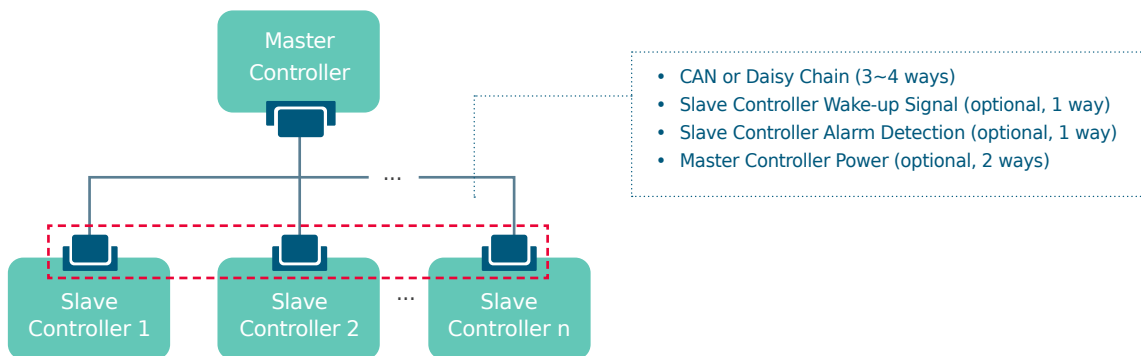 Master
Controller
• CAN or Daisy Chain (3~4 ways)
• Slave Controller Wake-up Signal (optional, 1 way)
• Slave Controller Alarm Detection (optional, 1 way)
• Master Controller Power (optional, 2 ways)
...
Slave
Controller 1
Slave
Controller 2
...
Slave
Controller n